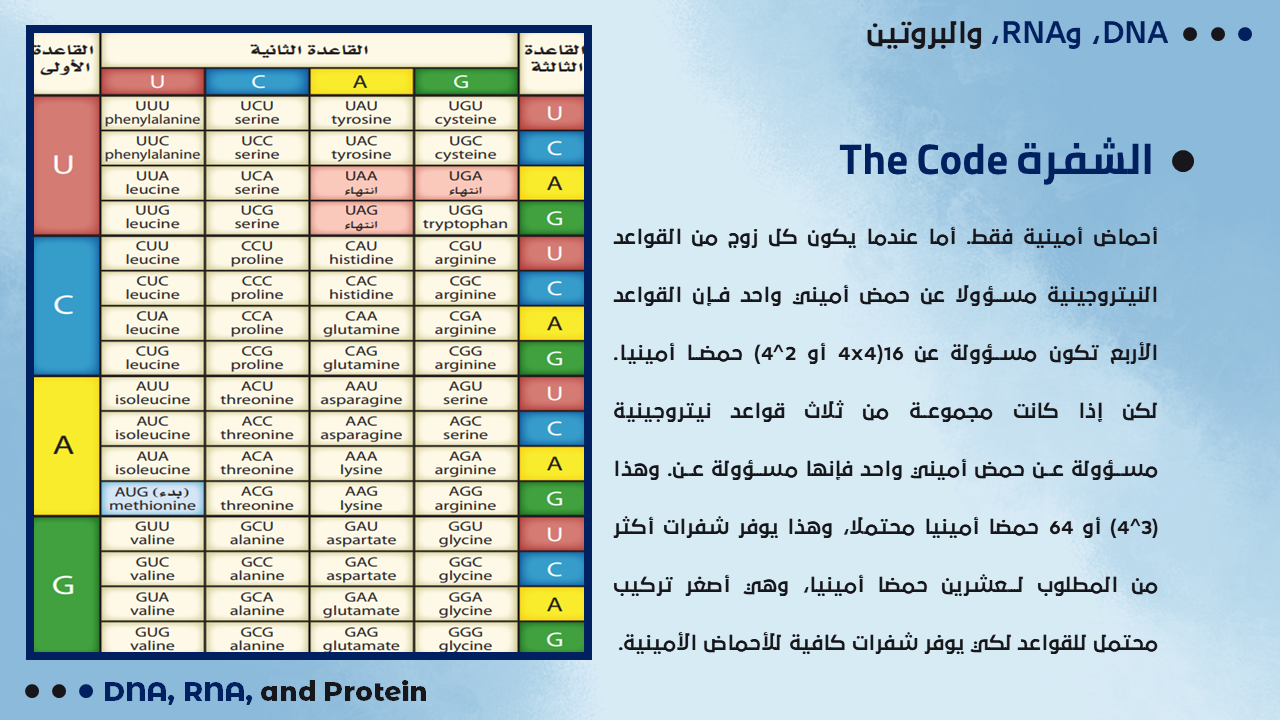 DNA، وRNA، والبروتين
الشفرة The Code
أحماض أمينية فقط. أما عندما يكون كل زوج من القواعد
النيتروجينية مسؤولا عن حمض أميني واحد فإن القواعد
الأربع تكون مسؤولة عن 16(4x4 أو 4^2) حمضا أمينيا.
لكن إذا كانت مجموعة من ثلاث قواعد نيتروجينية
مسؤولة عن حمض أميني واحد فإنها مسؤولة عن. وهذا
(4^3) أو 64 حمضا أمينيا محتملا، وهذا يوفر شفرات أكثر
من المطلوب لعشرين حمضا أمينيا، وهي أصغر تركيب
محتمل للقواعد لكي يوفر شفرات كافية للأحماض الأمينية.
القاعدة الأولى القاعدة الثانية القاعدة الثالثة
U C A G
U UUU UCU UAU UGU U
phenylalanine serine tyrosine cysteine
UUC UCC UAC UGC C
phenylalanine serine tyrosine cysteine
UUA UCA UAA UGA A
leucine serine انتهاء انتهاء
UUG UCG UAG UGG G
leucine serine انتهاء tryptophan
C CUU CCU CAU CGU U
leucine proline histidine arginine
CUC CCC CAC CGC C
leucine proline histidine arginine
CUA CCA CAA CGA A
leucine proline glutamine arginine
CUG CCG CAG CGG G
leucine proline glutamine arginine
A AUU ACU AAU AGU U
isoleucine threonine asparagine serine
AUC ACC AAC AGC C
isoleucine threonine asparagine serine
AUA ACA AAA AGA A
isoleucine threonine lysine arginine
AUG (بدء) ACG AAG AGG G
methionine threonine lysine arginine
G GUU GCU GAU GGU U
valine alanine aspartate glycine
GUC GCC GAC GGC C
valine alanine aspartate glycine
GUA GCA GAA GGA A
valine alanine glutamate glycine
GUG GCG GAG GGG G
valine alanine glutamate glycine
DNA, RNA, and Protein